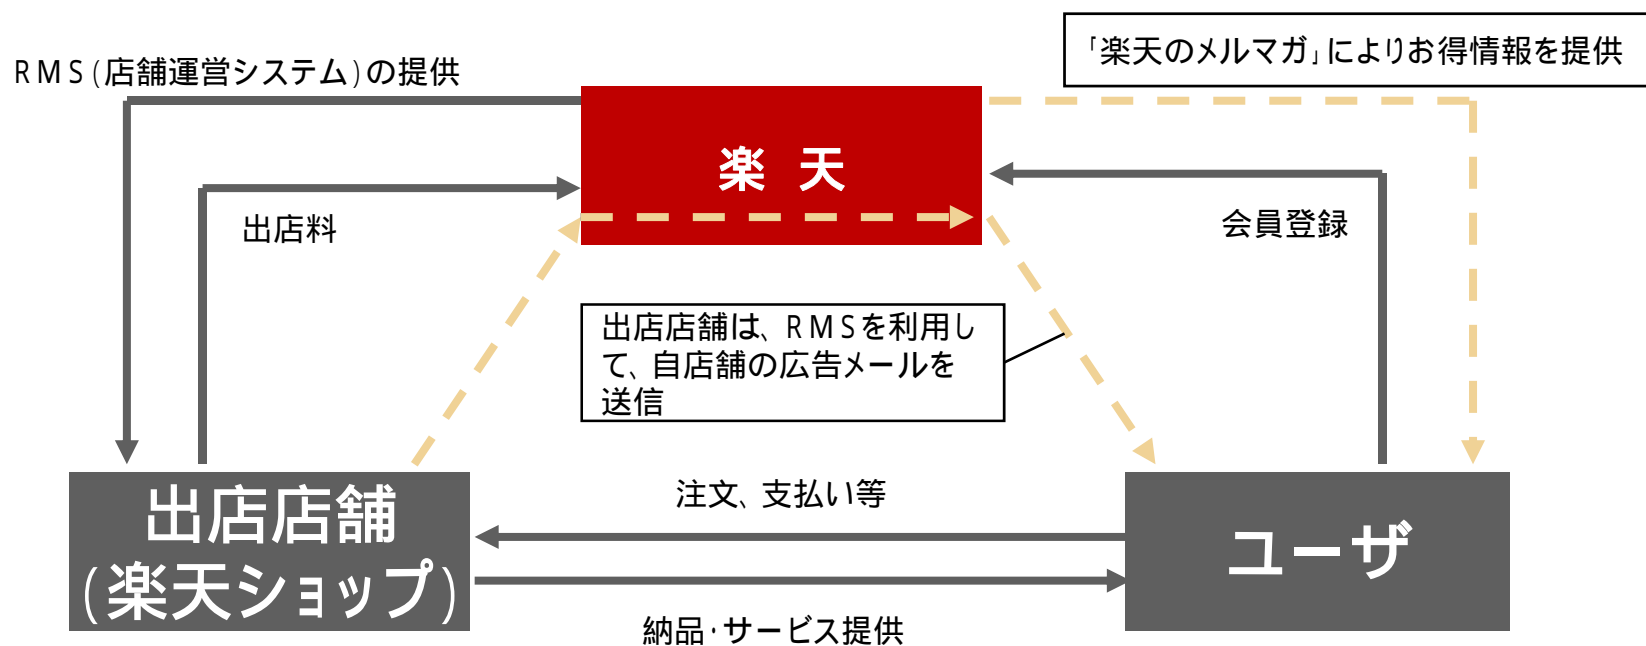 「楽天のメルマガ」によりお得情報を提供
RMS(店舗運営システム)の提供
楽 天
出店料
会員登録
出店店舗は、RMSを利用し
て、自店舗の広告メールを
送信
注文、支払い等
出店店舗
(楽天ショップ)
ユーザ
納品・サービス提供